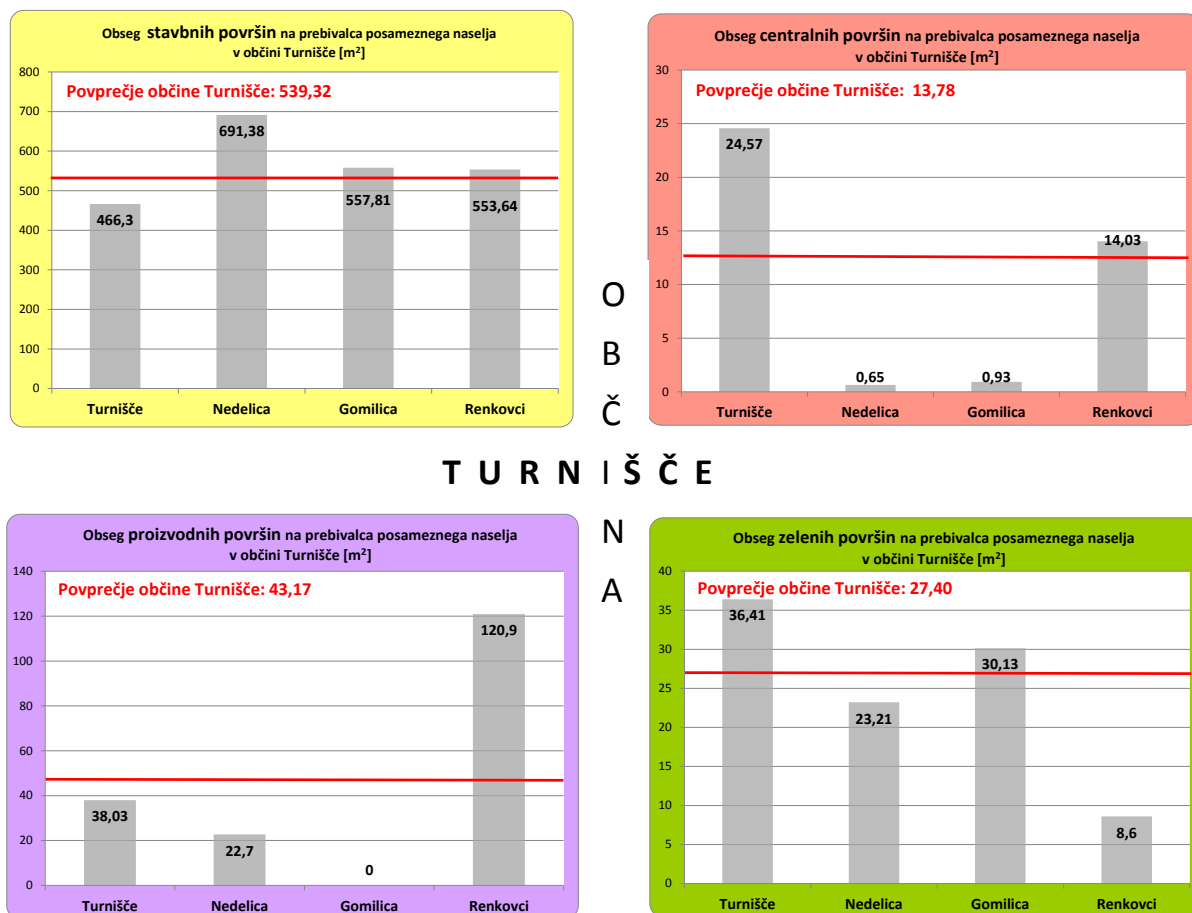 Obseg stavbnih površin na prebivalca posameznega naselja
v občini Turnišče [m²]
Povprečje občine Turnišče: 539,32
800
700
600
500
400
300
200
100
0
466,3
691,38
557,81
553,64
Turnišče Nedelica Gomilica Renkovci
Obseg centralnih površin na prebivalca posameznega naselja
v občini Turnišče [m²]
Povprečje občine Turnišče: 13,78
30
25
20
15
10
5
0
24,57
0,65
0,93
14,03
Turnišče Nedelica Gomilica Renkovci
O
B
Č
T U R N I Š Č E
N
A
Obseg proizvodnih površin na prebivalca posameznega naselja
v občini Turnišče [m²]
Povprečje občine Turnišče: 43,17
140
120
100
80
60
40
20
0
38,03
22,7
0
120,9
Turnišče Nedelica Gomilica Renkovci
Obseg zelenih površin na prebivalca posameznega naselja
v občini Turnišče [m²]
Povprečje občine Turnišče: 27,40
40
35
30
25
20
15
10
5
0
36,41
23,21
30,13
8,6
Turnišče Nedelica Gomilica Renkovci